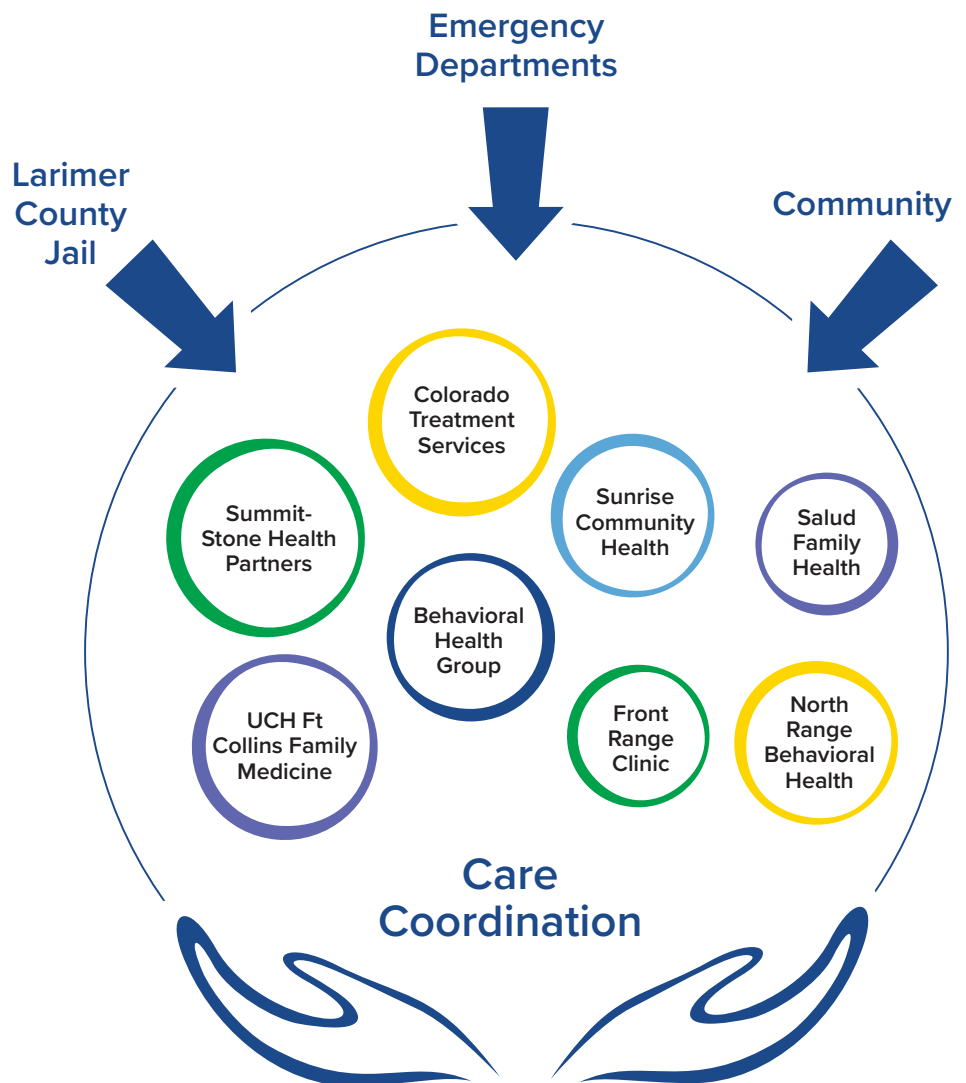 Emergency
Departments
Larimer
County
Jail
Community
Colorado
Treatment
Services
Summit-
Stone Health
Partners
Sunrise
Community
Health
Salud
Family
Health
Behavioral
Health
Group
UCH Ft
Collins Family
Medicine
Front
Range
Clinic
North
Range
Behavioral
Health
Care
Coordination